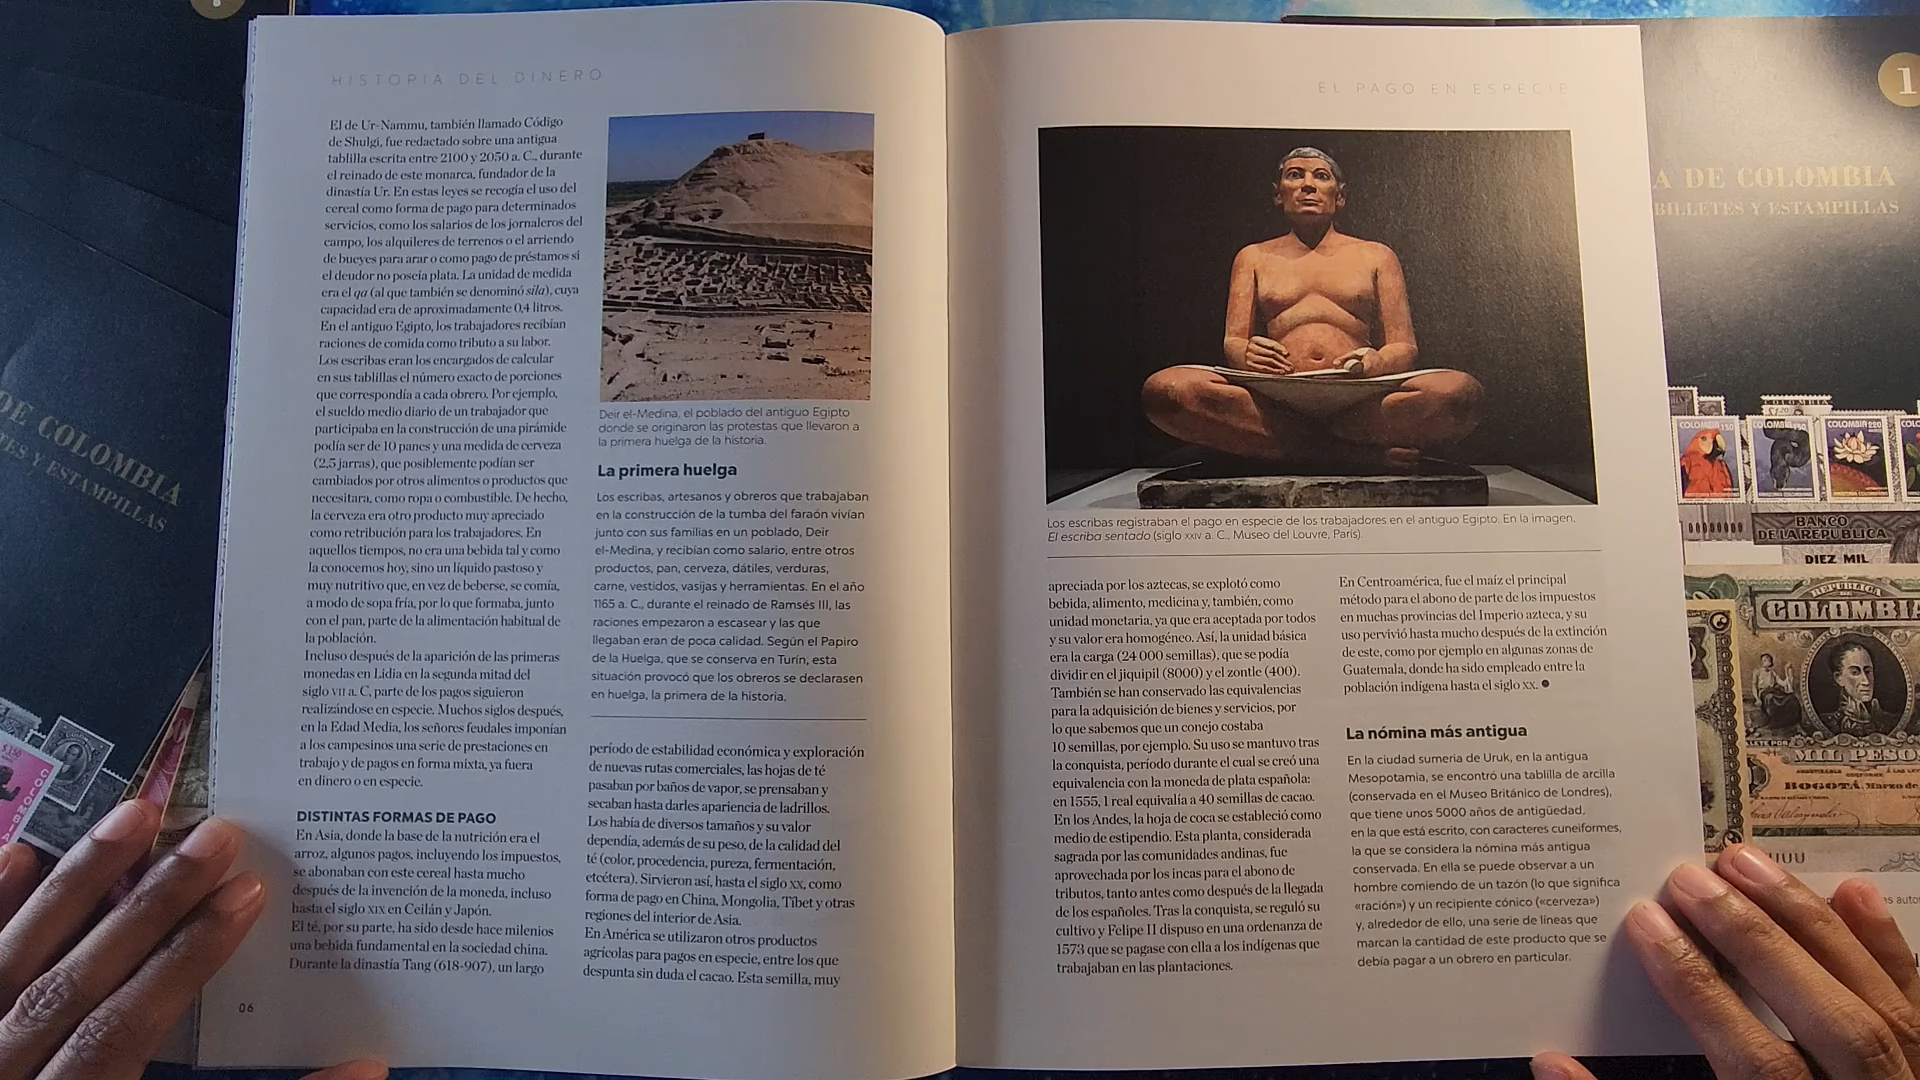 HISTORIA DEL DINERO
El de Ur-Nammu, también llamado Código
de Shulgi, fue redactado sobre una antigua
tablilla escrita entre 2100 y 2050 a. C., durante
el reinado de este monarca, fundador de la
dinastía Ur. En estas leyes se recogía el uso del
cereal como forma de pago para determinados
servicios, como los salarios de los jornaleros del
campo, los alquileres de terrenos o el arriendo
de bueyes para arar o como pago de préstamos si
el deudor no poseía plata. La unidad de medida
era el qa (al que también se denominó sila), cuya
capacidad era de aproximadamente 0,4 litros.
En el antiguo Egipto, los trabajadores recibían
raciones de comida como tributo a su labor.
Los escribas eran los encargados de calcular
en sus tablillas el número exacto de porciones
que correspondía a cada obrero. Por ejemplo,
el sueldo medio diario de un trabajador que
participaba en la construcción de una pirámide
podía ser de 10 panes y una medida de cerveza
(2,5 jarras), que posiblemente podían ser
cambiados por otros alimentos o productos que
necesitara, como ropa o combustible. De hecho,
la cerveza era otro producto muy apreciado
como retribución para los trabajadores. En
aquellos tiempos, no era una bebida tal y como
la conocemos hoy, sino un líquido pastoso y
muy nutritivo que, en vez de beberse, se comía,
a modo de sopa fría, por lo que formaba, junto
con el pan, parte de la alimentación habitual de
la población.
Incluso después de la aparición de las primeras
monedas en Lidia en la segunda mitad del
siglo VII a. C, parte de los pagos siguieron
realizándose en especie. Muchos siglos después,
en la Edad Media, los señores feudales imponían
a los campesinos una serie de prestaciones en
trabajo y de pagos en forma mixta, ya fuera
en dinero o en especie.
DISTINTAS FORMAS DE PAGO
En Asia, donde la base de la nutrición era el
arroz, algunos pagos, incluyendo los impuestos,
se abonaban con este cereal hasta mucho
después de la invención de la moneda, incluso
hasta el siglo XIX en Ceilán y Japón.
El té, por su parte, ha sido desde hace milenios
una bebida fundamental en la sociedad china.
Durante la dinastía Tang (618-907), un largo
06
Deir el-Medina, el poblado del antiguo Egipto
donde se originaron las protestas que llevaron a
la primera huelga de la historia.
La primera huelga
Los escribas, artesanos y obreros que trabajaban
en la construcción de la tumba del faraón vivían
junto con sus familias en un poblado, Deir
el-Medina, y recibían como salario, entre otros
productos, pan, cerveza, dátiles, verduras,
carne, vestidos, vasijas y herramientas. En el año
1165 a. C., durante el reinado de Ramsés III, las
raciones empezaron a escasear y las que
llegaban eran de poca calidad. Según el Papiro
de la Huelga, que se conserva en Turín, esta
situación provocó que los obreros se declarasen
en huelga, la primera de la historia.
período de estabilidad económica y exploración
de nuevas rutas comerciales, las hojas de té
pasaban por baños de vapor, se prensaban y
secaban hasta darles apariencia de ladrillos.
Los había de diversos tamaños y su valor
dependía, además de su peso, de la calidad del
té (color, procedencia, pureza, fermentación,
etcétera). Sirvieron así, hasta el siglo XX, como
forma de pago en China, Mongolia, Tíbet y otras
regiones del interior de Asia.
En América se utilizaron otros productos
agrícolas para pagos en especie, entre los que
despunta sin duda el cacao. Esta semilla, muy
EL PAGO EN ESPECIE
Los escribas registraban el pago en especie de los trabajadores en el antiguo Egipto. En la imagen,
El escriba sentado (siglo XXIV a. C., Museo del Louvre, París).
apreciada por los aztecas, se explotó como
bebida, alimento, medicina y, también, como
unidad monetaria, ya que era aceptada por todos
y su valor era homogéneo. Así, la unidad básica
era la carga (24 000 semillas), que se podía
dividir en el jiquipil (8000) y el zontle (400).
También se han conservado las equivalencias
para la adquisición de bienes y servicios, por
lo que sabemos que un conejo costaba
10 semillas, por ejemplo. Su uso se mantuvo tras
la conquista, período durante el cual se creó una
equivalencia con la moneda de plata española:
en 1555, 1 real equivalía a 40 semillas de cacao.
En los Andes, la hoja de coca se estableció como
medio de estipendio. Esta planta, considerada
sagrada por las comunidades andinas, fue
aprovechada por los incas para el abono de
tributos, tanto antes como después de la llegada
de los españoles. Tras la conquista, se reguló su
cultivo y Felipe II dispuso en una ordenanza de
1573 que se pagase con ella a los indígenas que
trabajaban en las plantaciones.
En Centroamérica, fue el maíz el principal
método para el abono de parte de los impuestos
en muchas provincias del Imperio azteca, y su
uso pervivió hasta mucho después de la extinción
de este, como por ejemplo en algunas zonas de
Guatemala, donde ha sido empleado entre la
población indígena hasta el siglo XX. ●
La nómina más antigua
En la ciudad sumeria de Uruk, en la antigua
Mesopotamia, se encontró una tablilla de arcilla
(conservada en el Museo Británico de Londres),
que tiene unos 5000 años de antigüedad,
en la que está escrito, con caracteres cuneiformes,
la que se considera la nómina más antigua
conservada. En ella se puede observar a un
hombre comiendo de un tazón (lo que significa
«ración») y un recipiente cónico («cerveza»)
y, alrededor de ello, una serie de líneas que
marcan la cantidad de este producto que se
debía pagar a un obrero en particular.
DE COLOMBIA
ES Y ESTAMPILLAS
1
A DE COLOMBIA
BILLETES Y ESTAMPILLAS
COLOMBIA 150
COLOMBIA 150
COLOMBIA 220
BANCO
DE LA REPÚBLICA
DIEZ MIL
REPUBLICA
COLOMBIA
MIL PESOS
BOGOTÁ, Marzo de